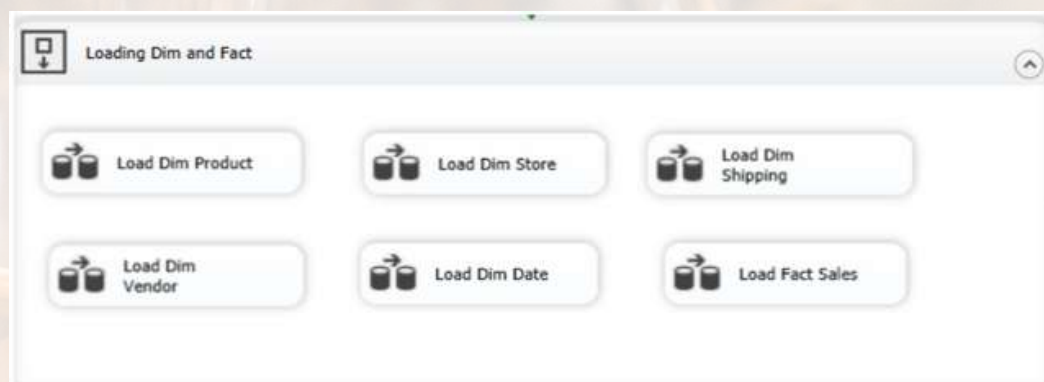 Loading Dim and Fact
Load Dim Product
Load Dim Store
Load Dim
Shipping
Load Dim
Vendor
Load Dim Date
Load Fact Sales